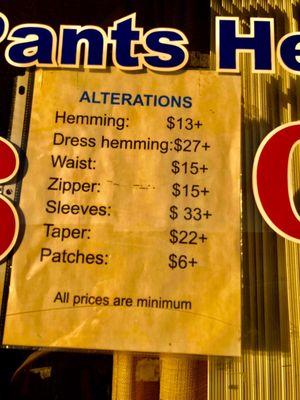 Pants He
ALTERATIONS
Hemming: $13+
Dress hemming: $27+
Waist: $15+
Zipper: $15+
Sleeves: $ 33+
Taper: $22+
Patches: $6+
All prices are minimum